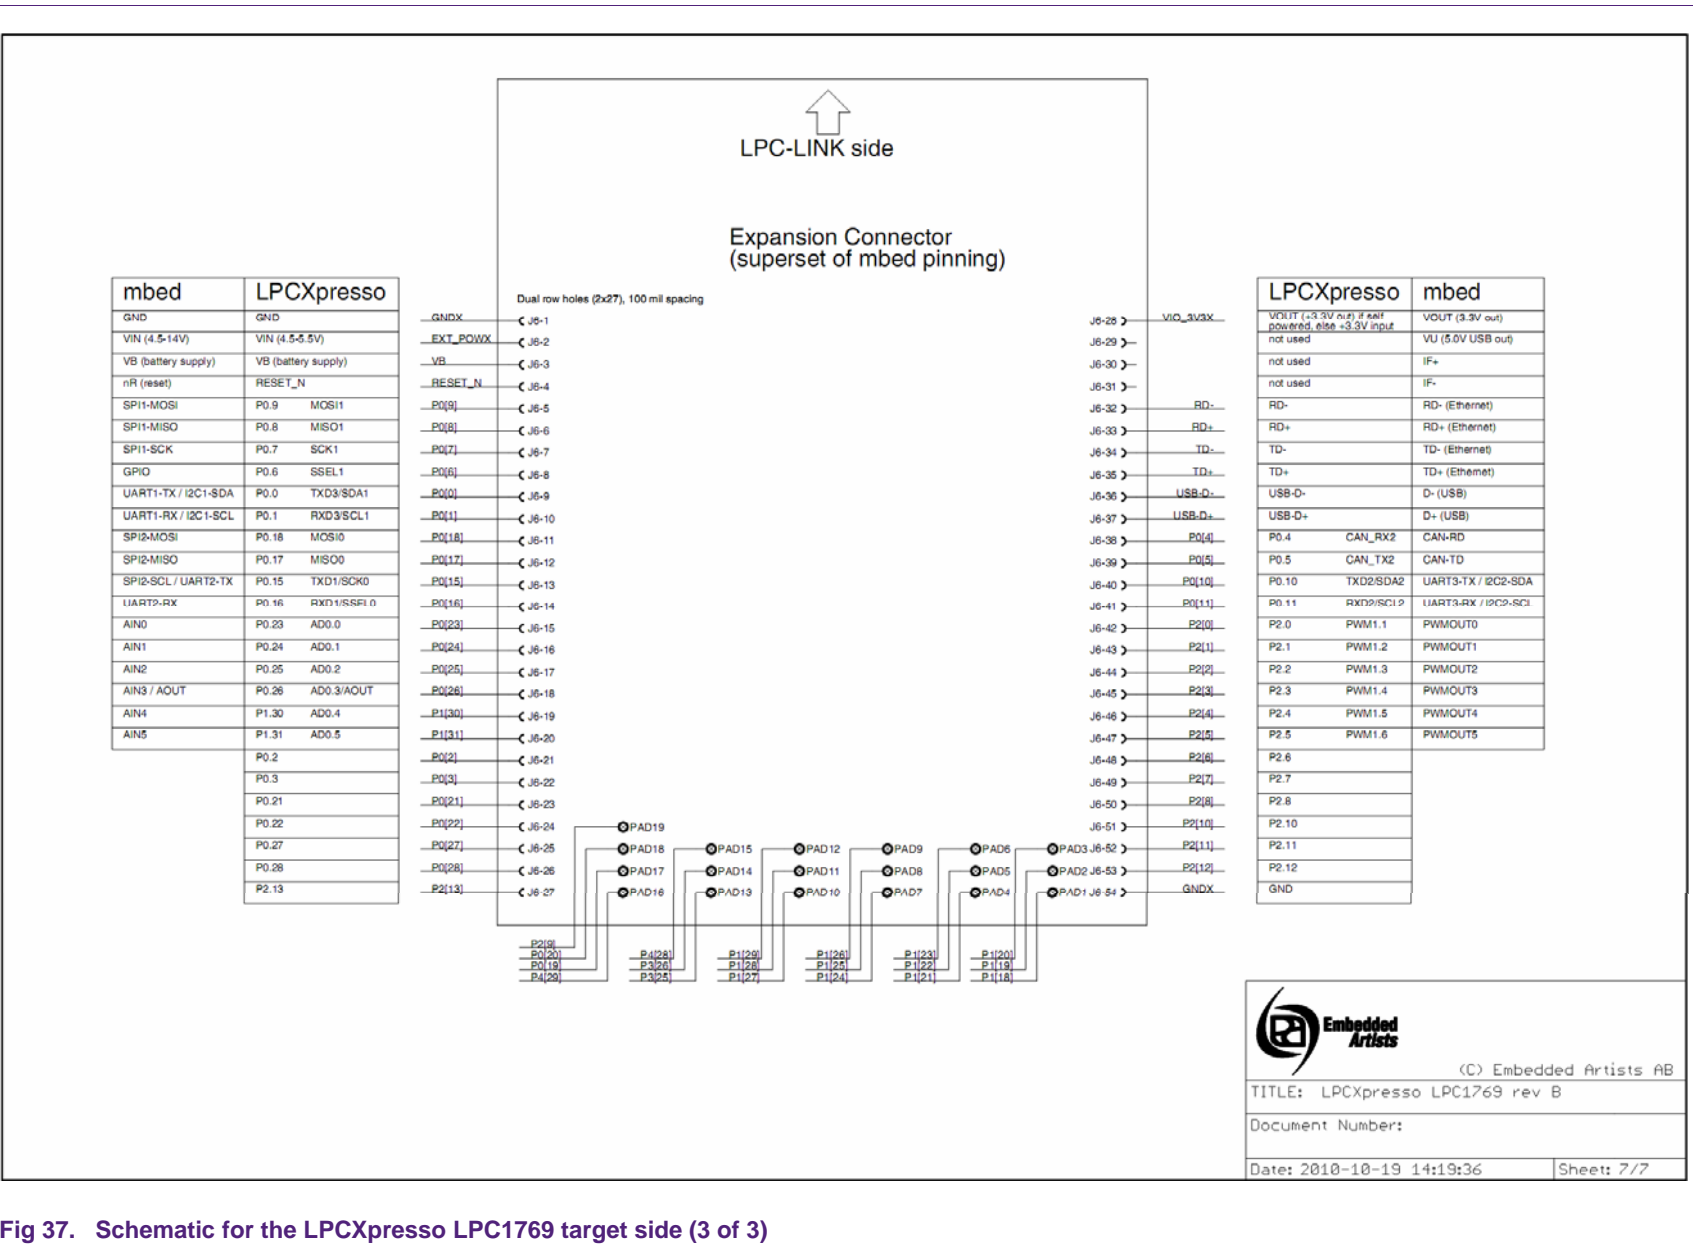 LPC-LINK side
Expansion Connector
(superset of mbed pinning)
Dual row holes (2x27), 100 mil spacing
mbed LPCXpresso
GND GND GNDX J6-1
VIN (4.5-14V) VIN (4.5-5.5V) EXT_POWX J6-2
VB (battery supply) VB (battery supply) VB J6-3
nR (reset) RESET_N RESET_N J6-4
SPI1-MOSI P0.9 MOSI1 P0[9] J6-5
SPI1-MISO P0.8 MISO1 P0[8] J6-6
SPI1-SCK P0.7 SCK1 P0[7] J6-7
GPIO P0.6 SSEL1 P0[6] J6-8
UART1-TX / I2C1-SDA P0.0 TXD3/SDA1 P0[0] J6-9
UART1-RX / I2C1-SCL P0.1 RXD3/SCL1 P0[1] J6-10
SPI2-MOSI P0.18 MOSI0 P0[18] J6-11
SPI2-MISO P0.17 MISO0 P0[17] J6-12
SPI2-SCL / UART2-TX P0.15 TXD1/SCK0 P0[15] J6-13
UART2-RX P0.16 RXD1/SSEL0 P0[16] J6-14
AIN0 P0.23 AD0.0 P0[23] J6-15
AIN1 P0.24 AD0.1 P0[24] J6-16
AIN2 P0.25 AD0.2 P0[25] J6-17
AIN3 / AOUT P0.26 AD0.3/AOUT P0[26] J6-18
AIN4 P1.30 AD0.4 P1[30] J6-19
AIN5 P1.31 AD0.5 P1[31] J6-20
P0.2 P0[2] J6-21
P0.3 P0[3] J6-22
P0.21 P0[21] J6-23
P0.22 P0[22] J6-24
P0.27 P0[27] J6-25
P0.28 P0[28] J6-26
P2.13 P2[13] J6-27
LPCXpresso mbed
J6-28 VIO_3V3X VOUT (+3.3V out) if self powered, else +3.3V input VOUT (3.3V out)
J6-29 not used VU (5.0V USB out)
J6-30 not used IF+
J6-31 not used IF-
J6-32 RD- RD- RD- (Ethernet)
J6-33 RD+ RD+ RD+ (Ethernet)
J6-34 TD- TD- TD- (Ethernet)
J6-35 TD+ TD+ TD+ (Ethernet)
J6-36 USB-D- USB-D- D- (USB)
J6-37 USB-D+ USB-D+ D+ (USB)
J6-38 P0[4] P0.4 CAN_RX2 CAN-RD
J6-39 P0[5] P0.5 CAN_TX2 CAN-TD
J6-40 P0[10] P0.10 TXD2/SDA2 UART3-TX / I2C2-SDA
J6-41 P0[11] P0.11 RXD2/SCL2 UART3-RX / I2C2-SCL
J6-42 P2[0] P2.0 PWM1.1 PWMOUT0
J6-43 P2[1] P2.1 PWM1.2 PWMOUT1
J6-44 P2[2] P2.2 PWM1.3 PWMOUT2
J6-45 P2[3] P2.3 PWM1.4 PWMOUT3
J6-46 P2[4] P2.4 PWM1.5 PWMOUT4
J6-47 P2[5] P2.5 PWM1.6 PWMOUT5
J6-48 P2[6] P2.6
J6-49 P2[7] P2.7
J6-50 P2[8] P2.8
J6-51 P2[10] P2.10
J6-52 P2[11] P2.11
J6-53 P2[12] P2.12
J6-54 GNDX GND
PAD19
PAD18 PAD15 PAD12 PAD9 PAD6 PAD3
PAD17 PAD14 PAD11 PAD8 PAD5 PAD2
PAD16 PAD13 PAD10 PAD7 PAD4 PAD1
P2[9]
P0[20] P4[28] P1[29] P1[26] P1[23] P1[20]
P0[19] P3[26] P1[28] P1[25] P1[22] P1[19]
P4[29] P3[25] P1[27] P1[24] P1[21] P1[18]
Embedded
Artists
(C) Embedded Artists AB
TITLE: LPCXpresso LPC1769 rev B
Document Number:
Date: 2010-10-19 14:19:36 Sheet: 7/7
Fig 37. Schematic for the LPCXpresso LPC1769 target side (3 of 3)